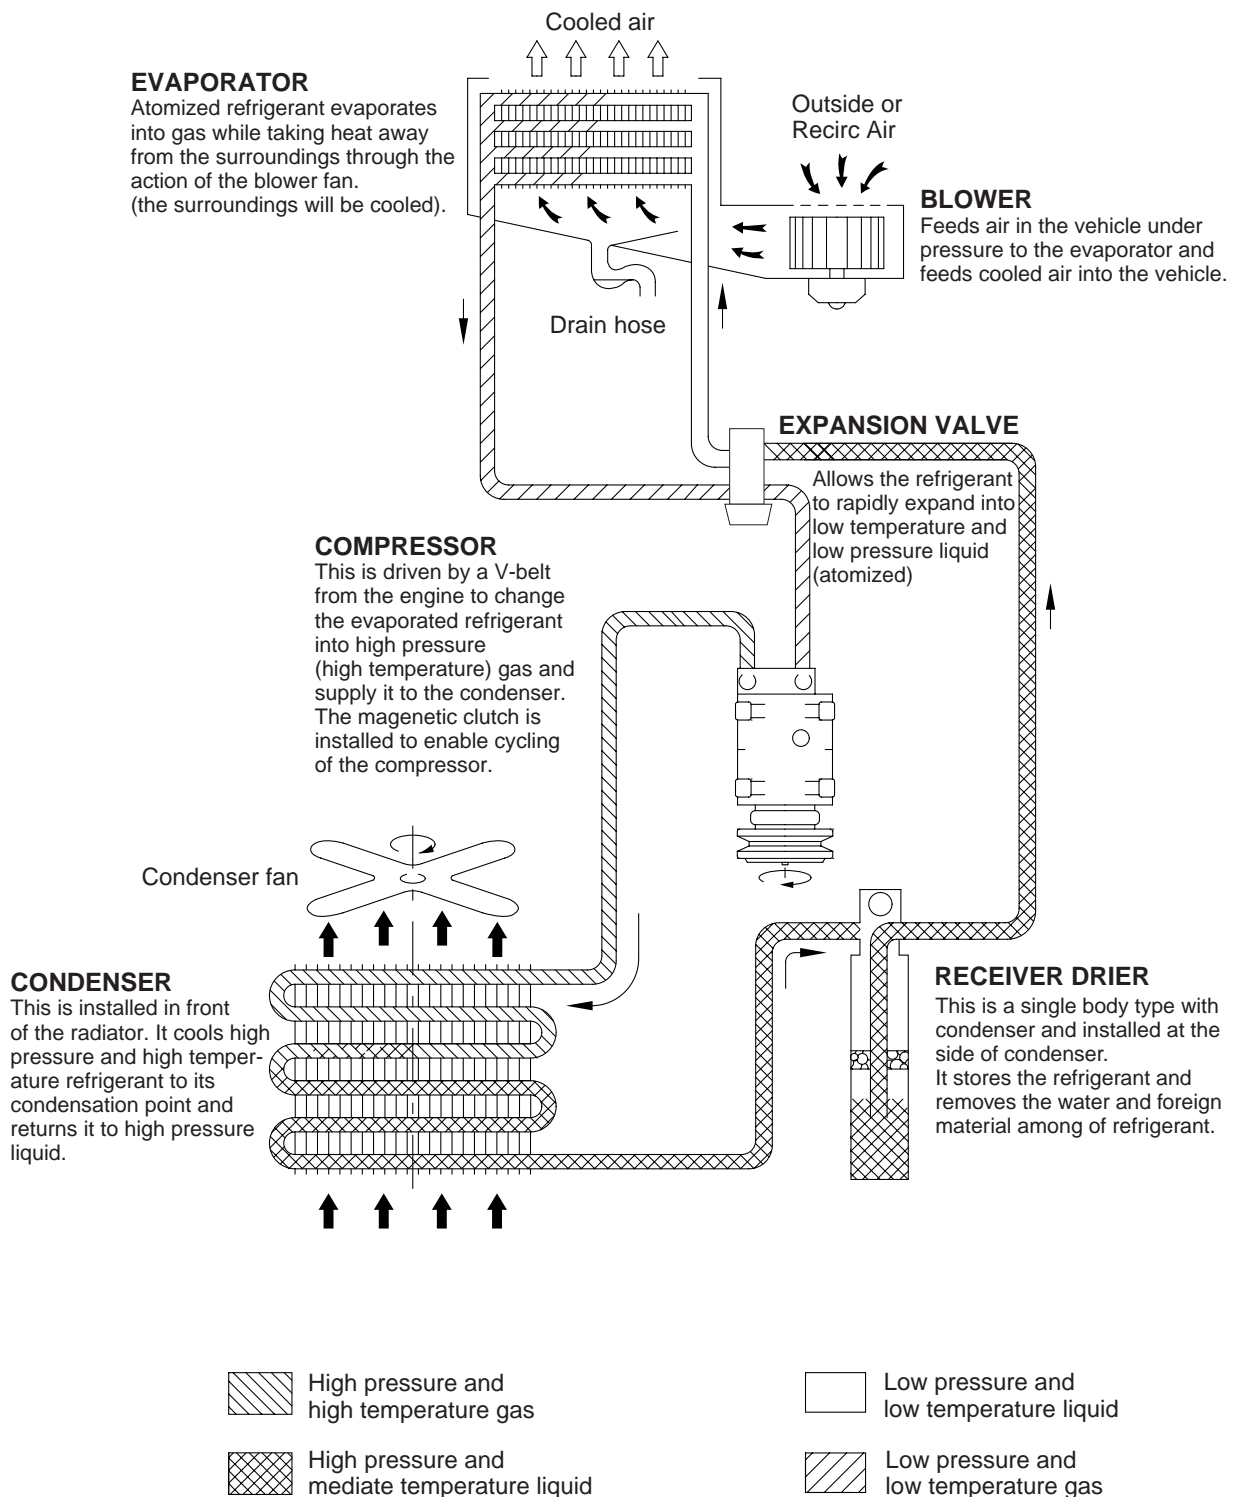 Cooled air
EVAPORATOR
Atomized refrigerant evaporates
into gas while taking heat away
from the surroundings through the
action of the blower fan.
(the surroundings will be cooled).
Outside or
Recirc Air
BLOWER
Feeds air in the vehicle under
pressure to the evaporator and
feeds cooled air into the vehicle.
Drain hose
EXPANSION VALVE
Allows the refrigerant
to rapidly expand into
low temperature and
low pressure liquid
(atomized)
COMPRESSOR
This is driven by a V-belt
from the engine to change
the evaporated refrigerant
into high pressure
(high temperature) gas and
supply it to the condenser.
The magenetic clutch is
installed to enable cycling
of the compressor.
Condenser fan
CONDENSER
This is installed in front
of the radiator. It cools high
pressure and high temper-
ature refrigerant to its
condensation point and
returns it to high pressure
liquid.
RECEIVER DRIER
This is a single body type with
condenser and installed at the
side of condenser.
It stores the refrigerant and
removes the water and foreign
material among of refrigerant.
High pressure and
high temperature gas
Low pressure and
low temperature liquid
High pressure and
mediate temperature liquid
Low pressure and
low temperature gas